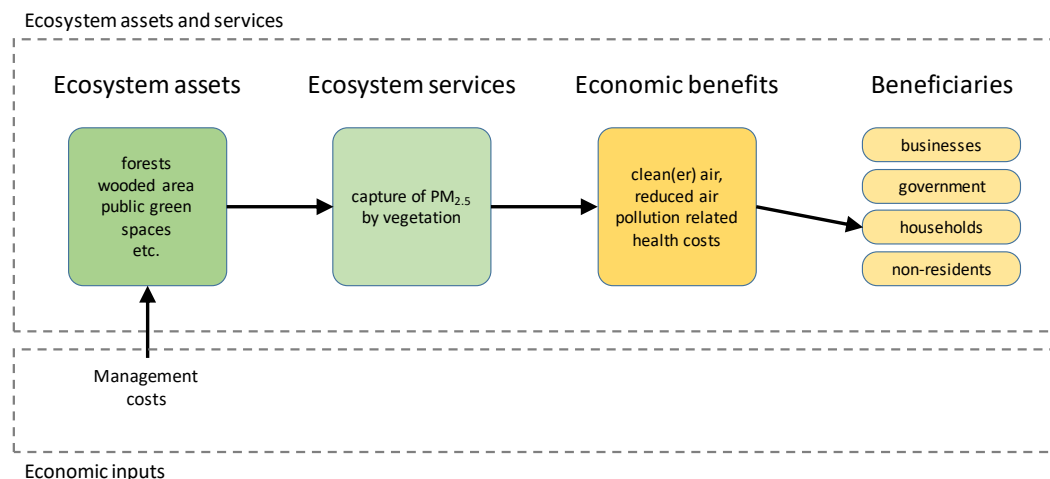 Ecosystem assets and services
Ecosystem assets
Ecosystem services
Economic benefits
Beneficiaries
forests
wooded area
public green
spaces
etc.
capture of PM2.5
by vegetation
clean(er) air,
reduced air
pollution related
health costs
businesses
government
households
non-residents
Management
costs
Economic inputs